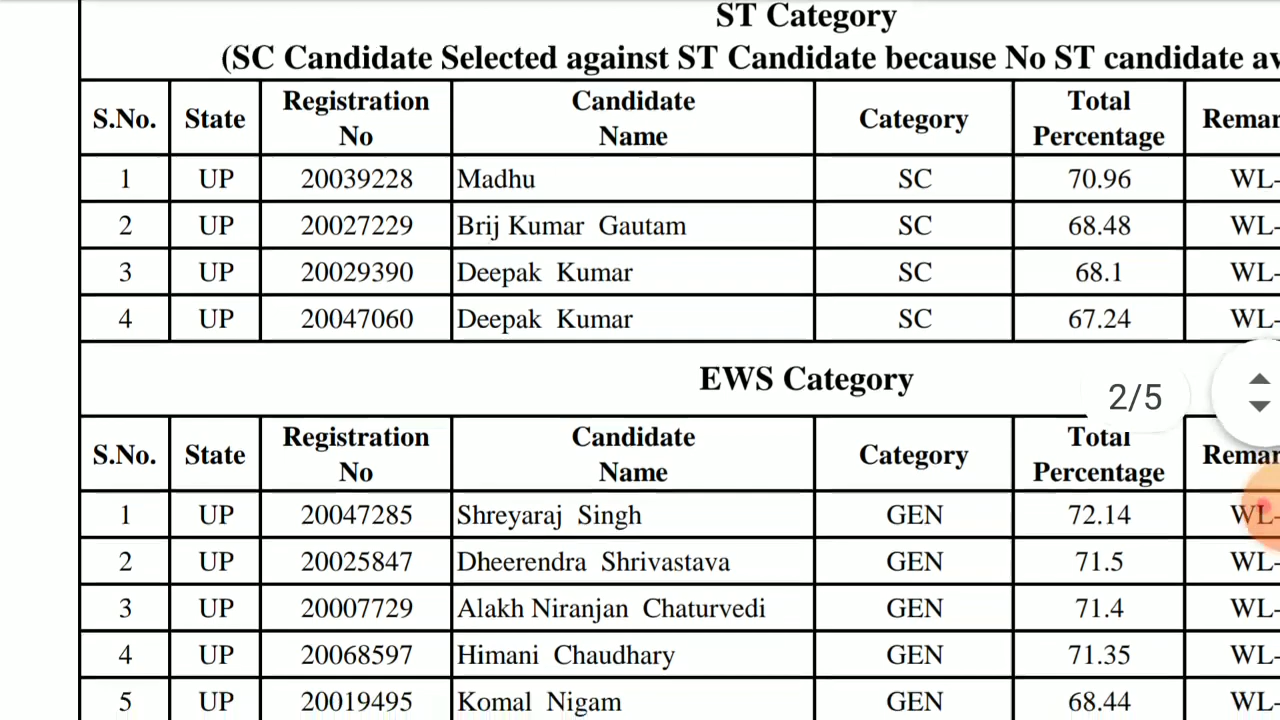 ST Category
(SC Candidate Selected against ST Candidate because No ST candidate
S.No. State Registration No Candidate Name Category Total Percentage
1 UP 20039228 Madhu SC 70.96 WL-
2 UP 20027229 Brij Kumar Gautam SC 68.48 WL-
3 UP 20029390 Deepak Kumar SC 68.1 WL-
4 UP 20047060 Deepak Kumar SC 67.24 WL-
EWS Category
2/5
S.No. State Registration No Candidate Name Category Total Percentage
1 UP 20047285 Shreyaraj Singh GEN 72.14 WL-
2 UP 20025847 Dheerendra Shrivastava GEN 71.5 WL-
3 UP 20007729 Alakh Niranjan Chaturvedi GEN 71.4 WL-
4 UP 20068597 Himani Chaudhary GEN 71.35 WL-
5 UP 20019495 Komal Nigam GEN 68.44 WL-